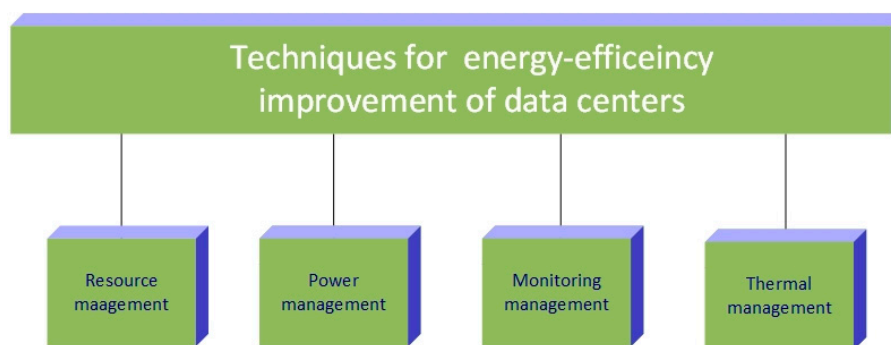 Techniques for energy-efficeincy
improvement of data centers
Resource
maagement
Power
management
Monitoring
management
Thermal
management